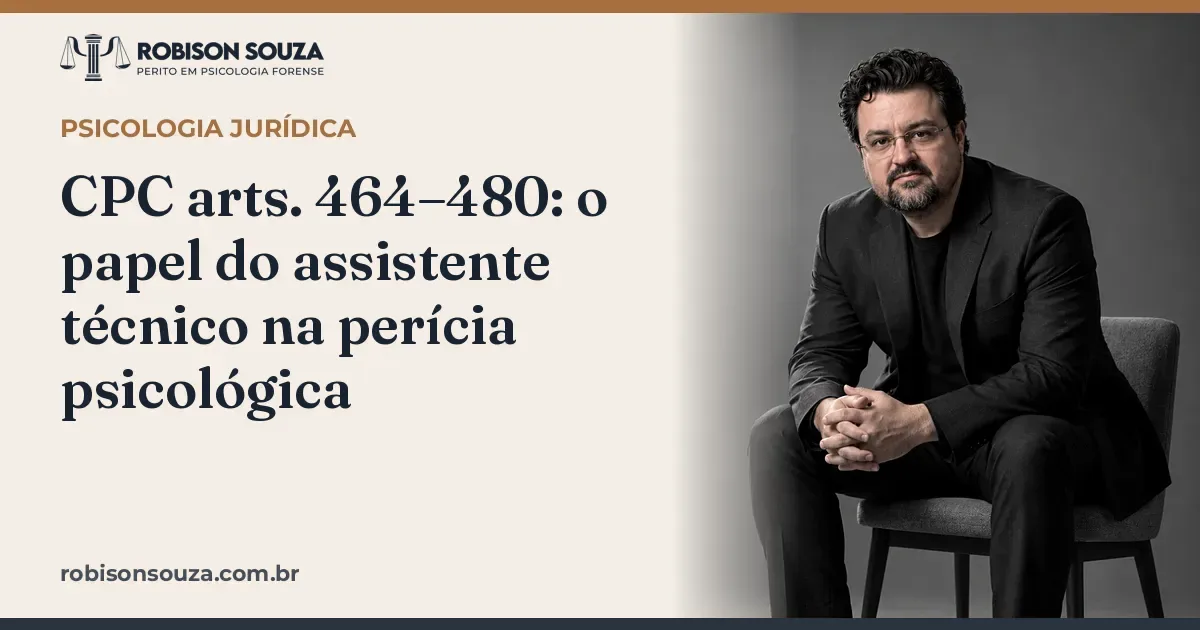 ROBISON SOUZA
PERITO EM PSICOLOGIA FORENSE
PSICOLOGIA JURÍDICA
CPC arts. 464–480: o
papel do assistente
técnico na perícia
psicológica
robisonsouza.com.br